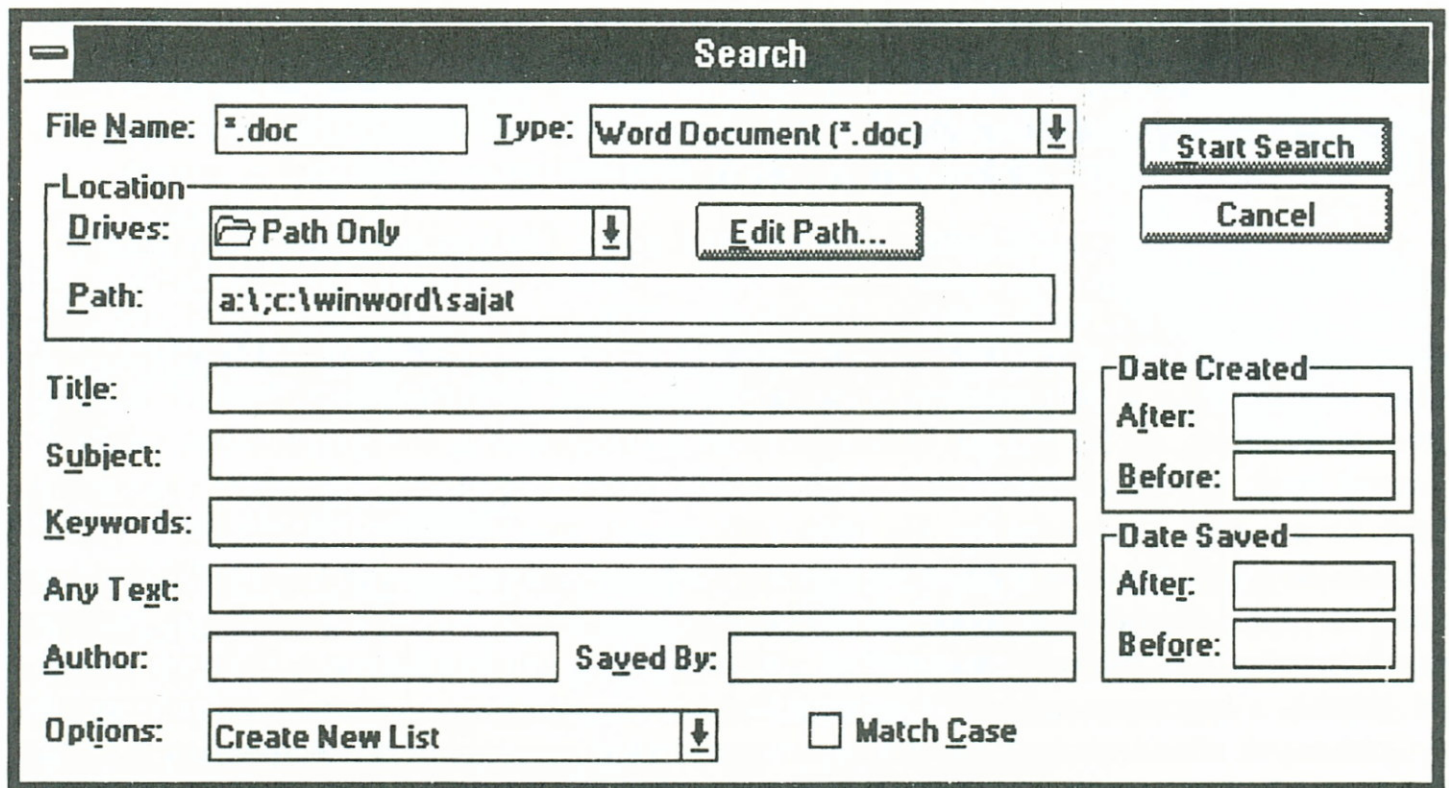 Search
File Name: *.doc Type: Word Document (*.doc) Start Search
Location
Drives: Path Only Edit Path... Cancel
Path: a:\;c:\winword\sajat
Title:
Subject:
Keywords:
Any Text:
Author: Saved By:
Options: Create New List Match Case
Date Created
After:
Before:
Date Saved
After:
Before: